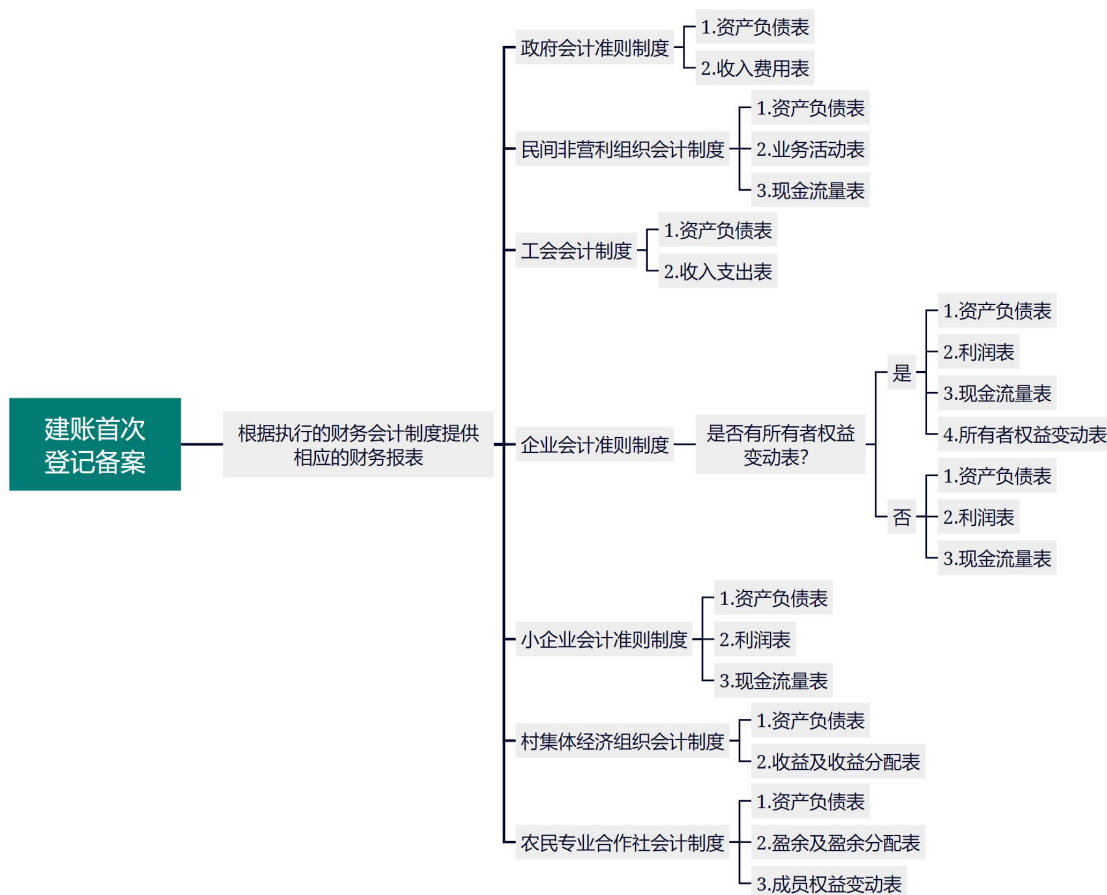 建账首次
登记备案
根据执行的财务会计制度提供
相应的财务报表
政府会计准则制度
1.资产负债表
2.收入费用表
民间非营利组织会计制度
1.资产负债表
2.业务活动表
3.现金流量表
工会会计制度
1.资产负债表
2.收入支出表
企业会计准则制度
是否有所有者权益
变动表?
是
1.资产负债表
2.利润表
3.现金流量表
4.所有者权益变动表
否
1.资产负债表
2.利润表
3.现金流量表
小企业会计准则制度
1.资产负债表
2.利润表
3.现金流量表
村集体经济组织会计制度
1.资产负债表
2.收益及收益分配表
农民专业合作社会计制度
1.资产负债表
2.盈余及盈余分配表
3.成员权益变动表